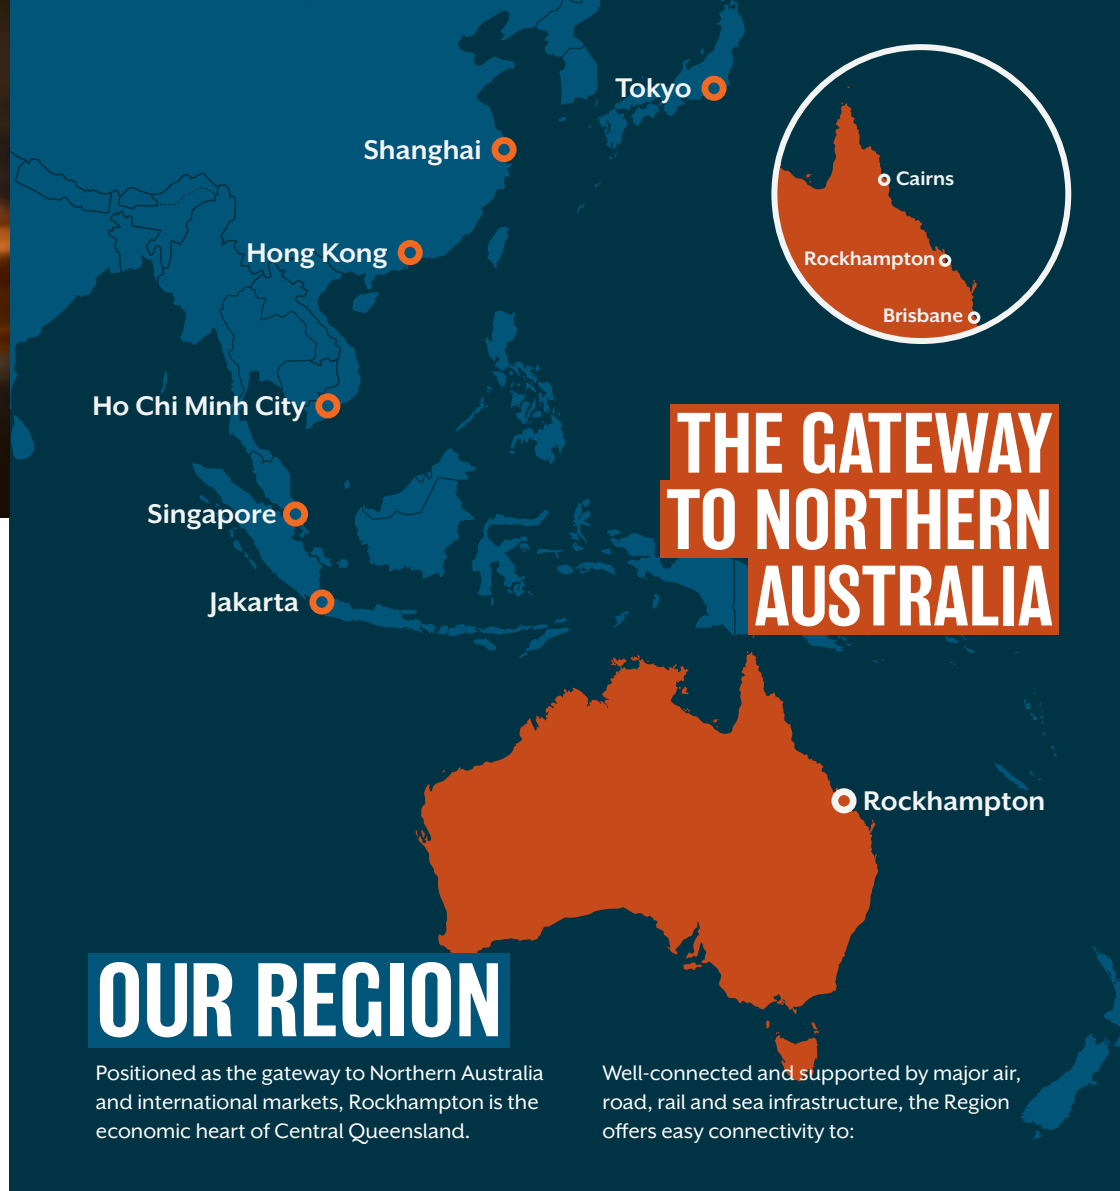 Tokyo
Shanghai
Hong Kong
Ho Chi Minh City
Singapore
Jakarta
Cairns
Rockhampton
Brisbane
THE GATEWAY
TO NORTHERN
AUSTRALIA
Rockhampton
OUR REGION
Positioned as the gateway to Northern Australia
and international markets, Rockhampton is the
economic heart of Central Queensland.
Well-connected and supported by major air,
road, rail and sea infrastructure, the Region
offers easy connectivity to: